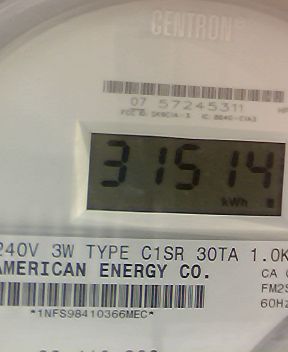 CENTRON®
07 57245311
31514
kWh
240V 3W TYPE C1SR 30TA 1.0K
AMERICAN ENERGY CO.
CA
FM2S
60Hz
*1NFS98410366MEC*